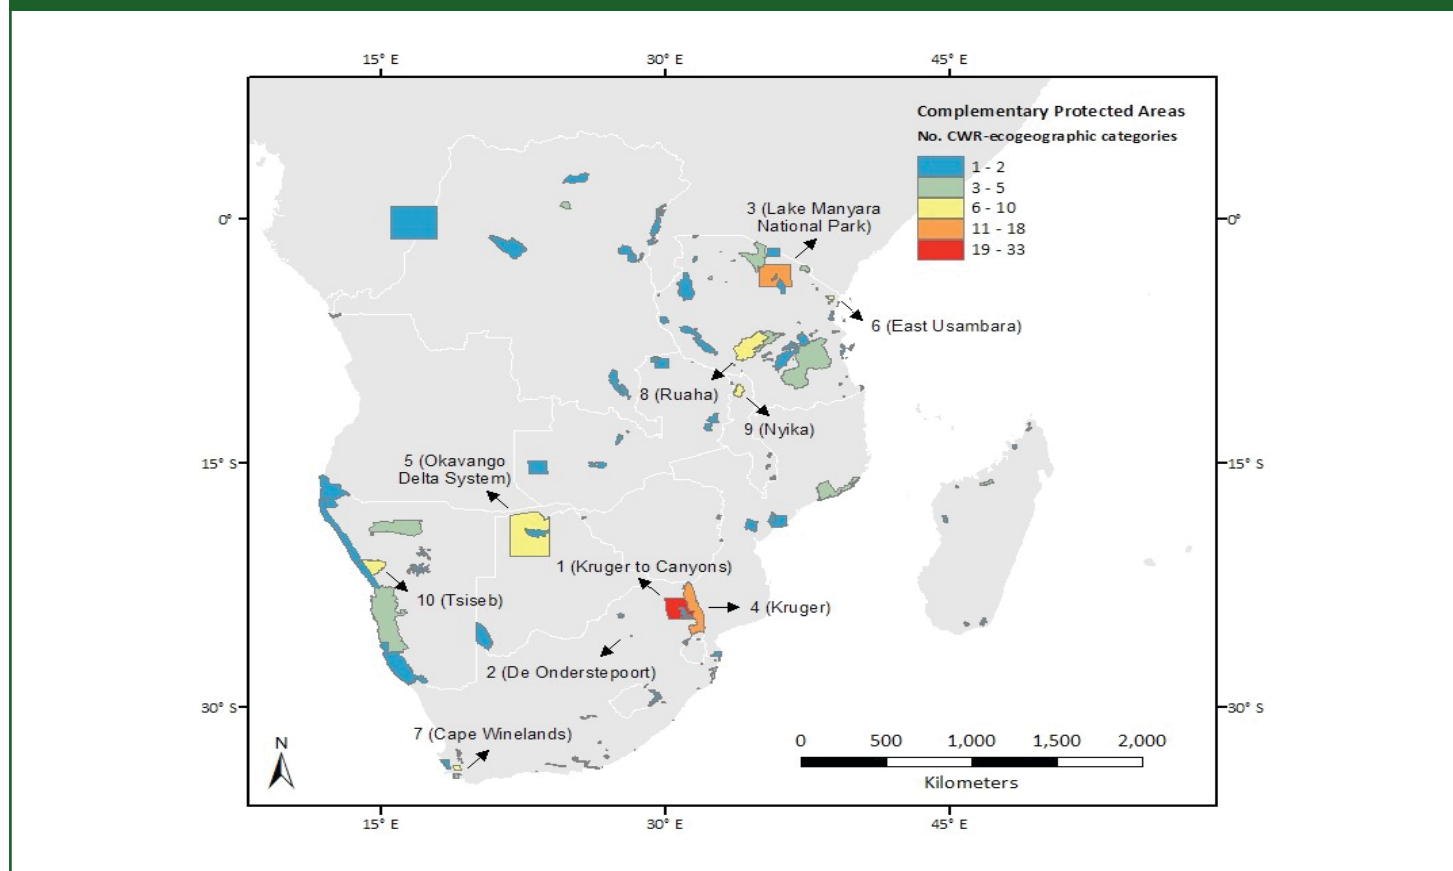 15° E 30° E 45° E
Complementary Protected Areas
No. CWR-ecogeographic categories
1 - 2
3 - 5
6 - 10
11 - 18
19 - 33
3 (Lake Manyara
National Park)
0° 0°
6 (East Usambara)
8 (Ruaha)
9 (Nyika)
5 (Okavango
Delta System)
15° S 15° S
1 (Kruger to Canyons)
10 (Tsiseb)
4 (Kruger)
2 (De Onderstepoort)
30° S 30° S
7 (Cape Winelands)
N
0 500 1,000 1,500 2,000
Kilometers
15° E 30° E 45° E